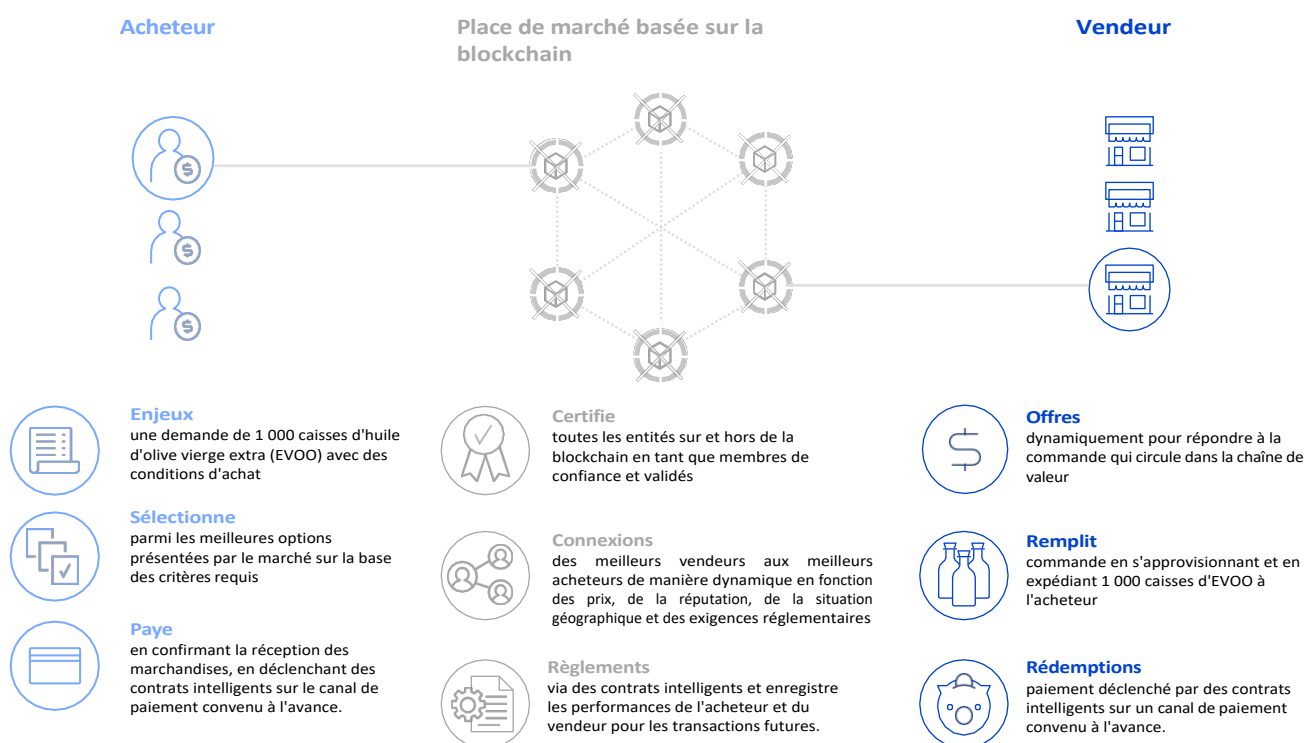 Acheteur
Place de marché basée sur la
blockchain
Vendeur
Enjeux
une demande de 1 000 caisses d'huile
d'olive vierge extra (EVOO) avec des
conditions d'achat
Sélectionne
parmi les meilleures options
présentées par le marché sur la base
des critères requis
Paye
en confirmant la réception des
marchandises, en déclenchant des
contrats intelligents sur le canal de
paiement convenu à l'avance.
Certifie
toutes les entités sur et hors de la
blockchain en tant que membres de
confiance et validés
Connexions
des meilleurs vendeurs aux meilleurs
acheteurs de manière dynamique en fonction
des prix, de la réputation, de la situation
géographique et des exigences réglementaires
Règlements
via des contrats intelligents et enregistre
les performances de l'acheteur et du
vendeur pour les transactions futures.
Offres
dynamiquement pour répondre à la
commande qui circule dans la chaîne de
valeur
Remplit
commande en s'approvisionnant et en
expédiant 1 000 caisses d'EVOO à
l'acheteur
Rédemptions
paiement déclenché par des contrats
intelligents sur un canal de paiement
convenu à l'avance.